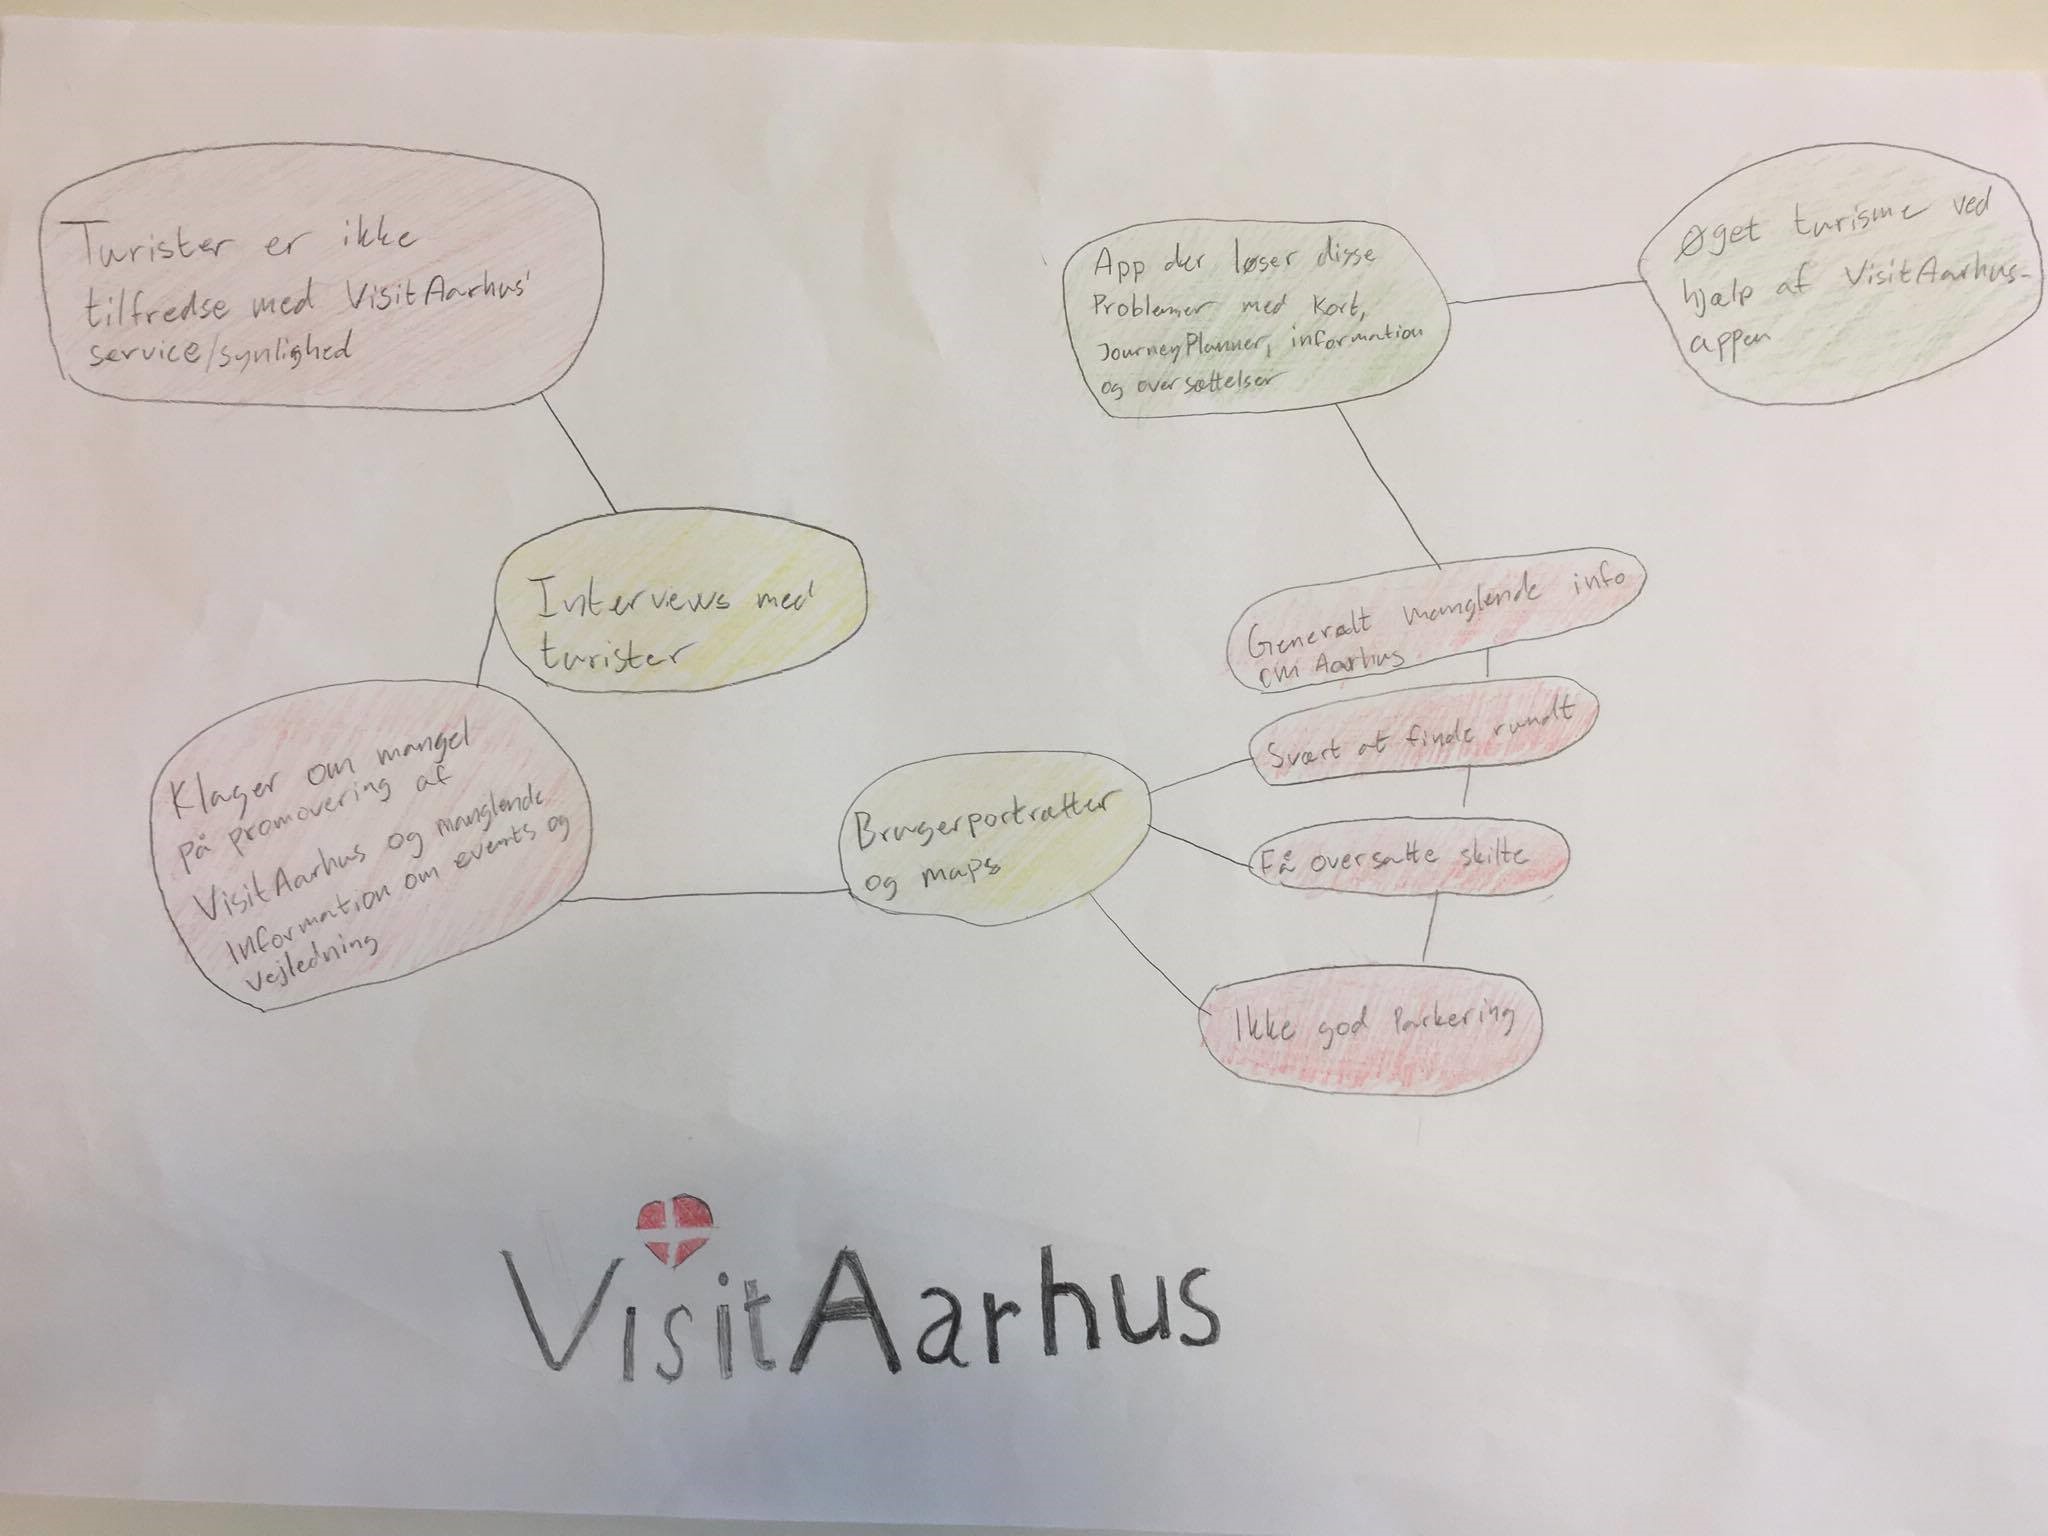 Turister er ikke
tilfredse med VisitAarhus'
service/synlighed
Interviews med
turister
Klager om mangel
på promovering af
VisitAarhus og manglende
Information om events og
vejledning
Brugerportrætter
og maps
App der løser disse
Problemer med Kort,
JourneyPlanner, information
og oversættelser
Øget turisme ved
hjælp af VisitAarhus-
appen
Generelt manglende info
om Aarhus
Svært at finde rundt
Få oversatte skilte
Ikke god Parkering
VisitAarhus